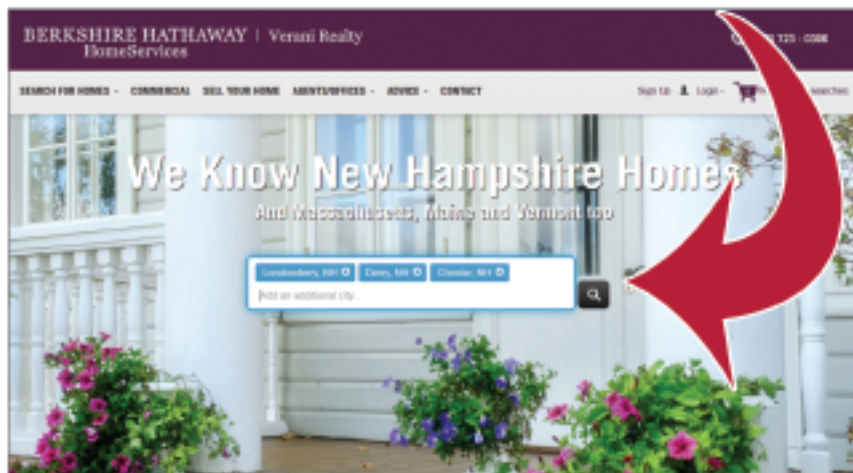 BERKSHIRE HATHAWAY | Verani Realty
HomeServices
723 - 0386
SEARCH FOR HOMES - COMMERCIAL SELL YOUR HOME AGENTS/OFFICES - ADVICE - CONTACT
Sign Up Login -
We Know New Hampshire Homes
And Massachusetts, Maine and Vermont too
Londonderry, NH Derry, NH Chester, NH
Add an additional city...